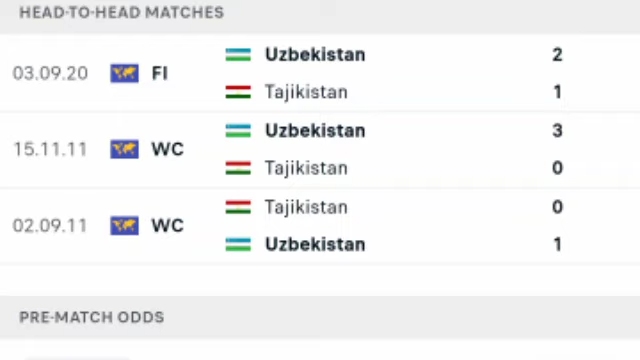 HEAD-TO-HEAD MATCHES
03.09.20 FI Uzbekistan 2
Tajikistan 1
15.11.11 WC Uzbekistan 3
Tajikistan 0
02.09.11 WC Tajikistan 0
Uzbekistan 1
PRE-MATCH ODDS